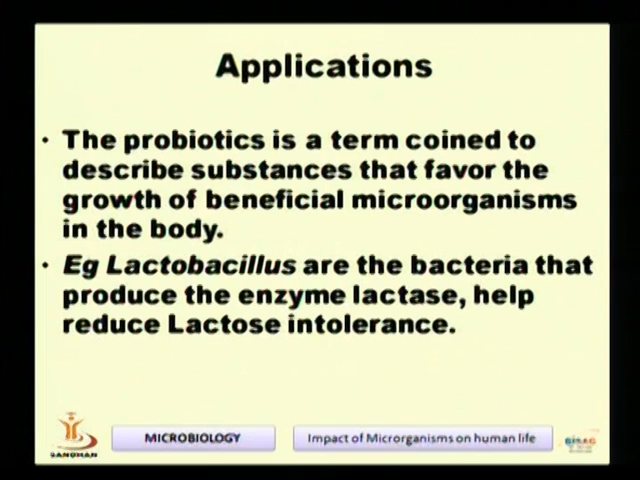 Applications
• The probiotics is a term coined to
describe substances that favor the
growth of beneficial microorganisms
in the body.
• Eg Lactobacillus are the bacteria that
produce the enzyme lactase, help
reduce Lactose intolerance.
SANDHAN
MICROBIOLOGY
Impact of Microrganisms on human life
BISAG